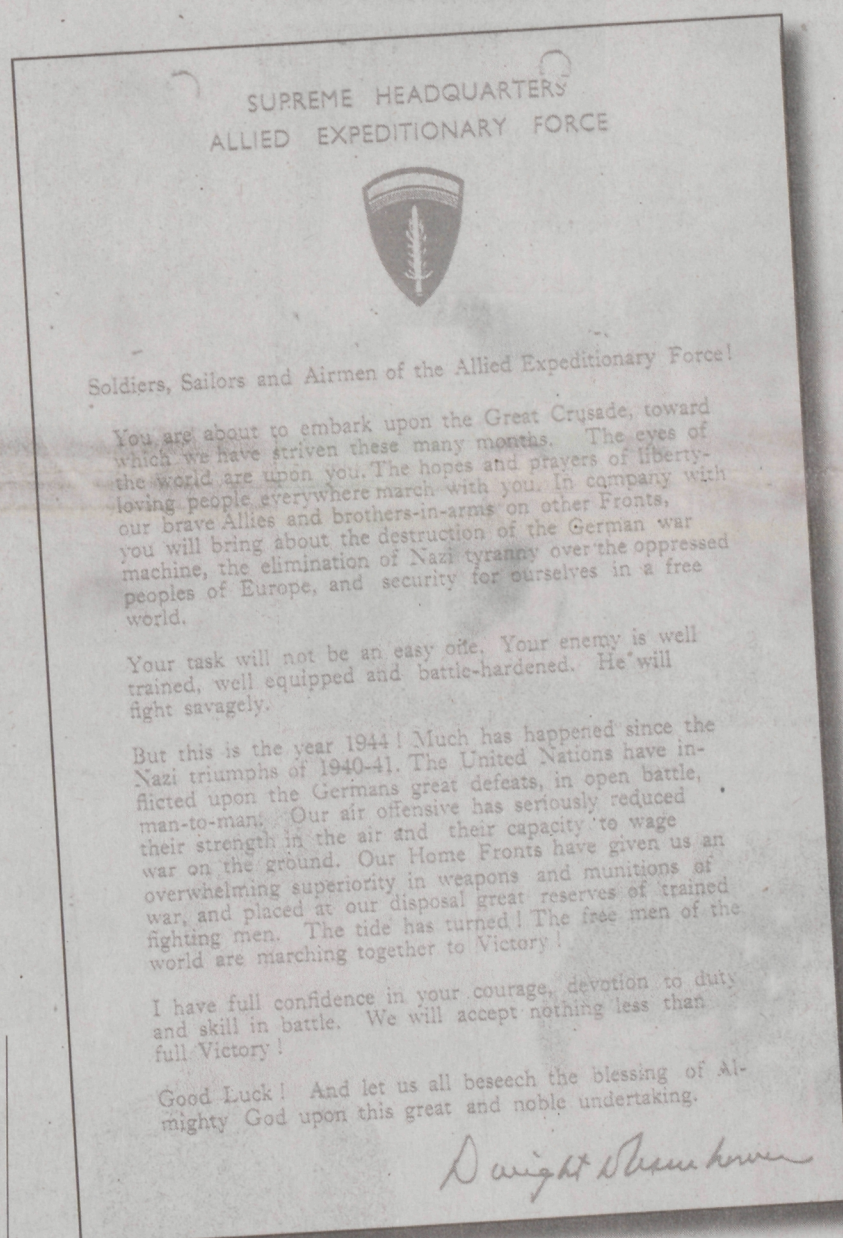 SUPREME HEADQUARTERS
ALLIED EXPEDITIONARY FORCE
Soldiers, Sailors and Airmen of the Allied Expeditionary Force!
You are about to embark upon the Great Crusade, toward
which we have striven these many months. The eyes of
the world are upon you. The hopes and prayers of liberty-
loving people everywhere march with you. In company with
our brave Allies and brothers-in-arms on other Fronts,
you will bring about the destruction of the German war
machine, the elimination of Nazi tyranny over the oppressed
peoples of Europe, and security for ourselves in a free
world.
Your task will not be an easy one. Your enemy is well
trained, well equipped and battle-hardened. He will
fight savagely.
But this is the year 1944! Much has happened since the
Nazi triumphs of 1940-41. The United Nations have in-
flicted upon the Germans great defeats, in open battle,
man-to-man. Our air offensive has seriously reduced
their strength in the air and their capacity to wage
war on the ground. Our Home Fronts have given us an
overwhelming superiority in weapons and munitions of
war, and placed at our disposal great reserves of trained
fighting men. The tide has turned! The free men of the
world are marching together to Victory!
I have full confidence in your courage, devotion to duty
and skill in battle. We will accept nothing less than
full Victory!
Good Luck! And let us all beseech the blessing of Al-
mighty God upon this great and noble undertaking.
Dwight D Eisenhower